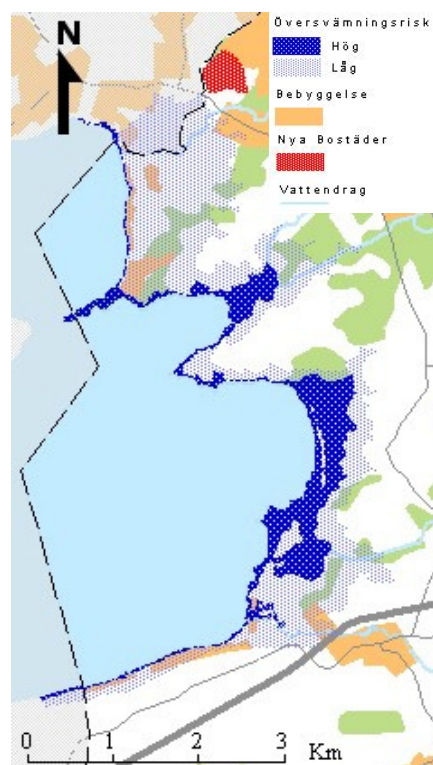 Översvämningsrisk
N
Hög
Låg
Bebyggelse
Nya Bostäder
Vattendrag
0 1 2 3 Km